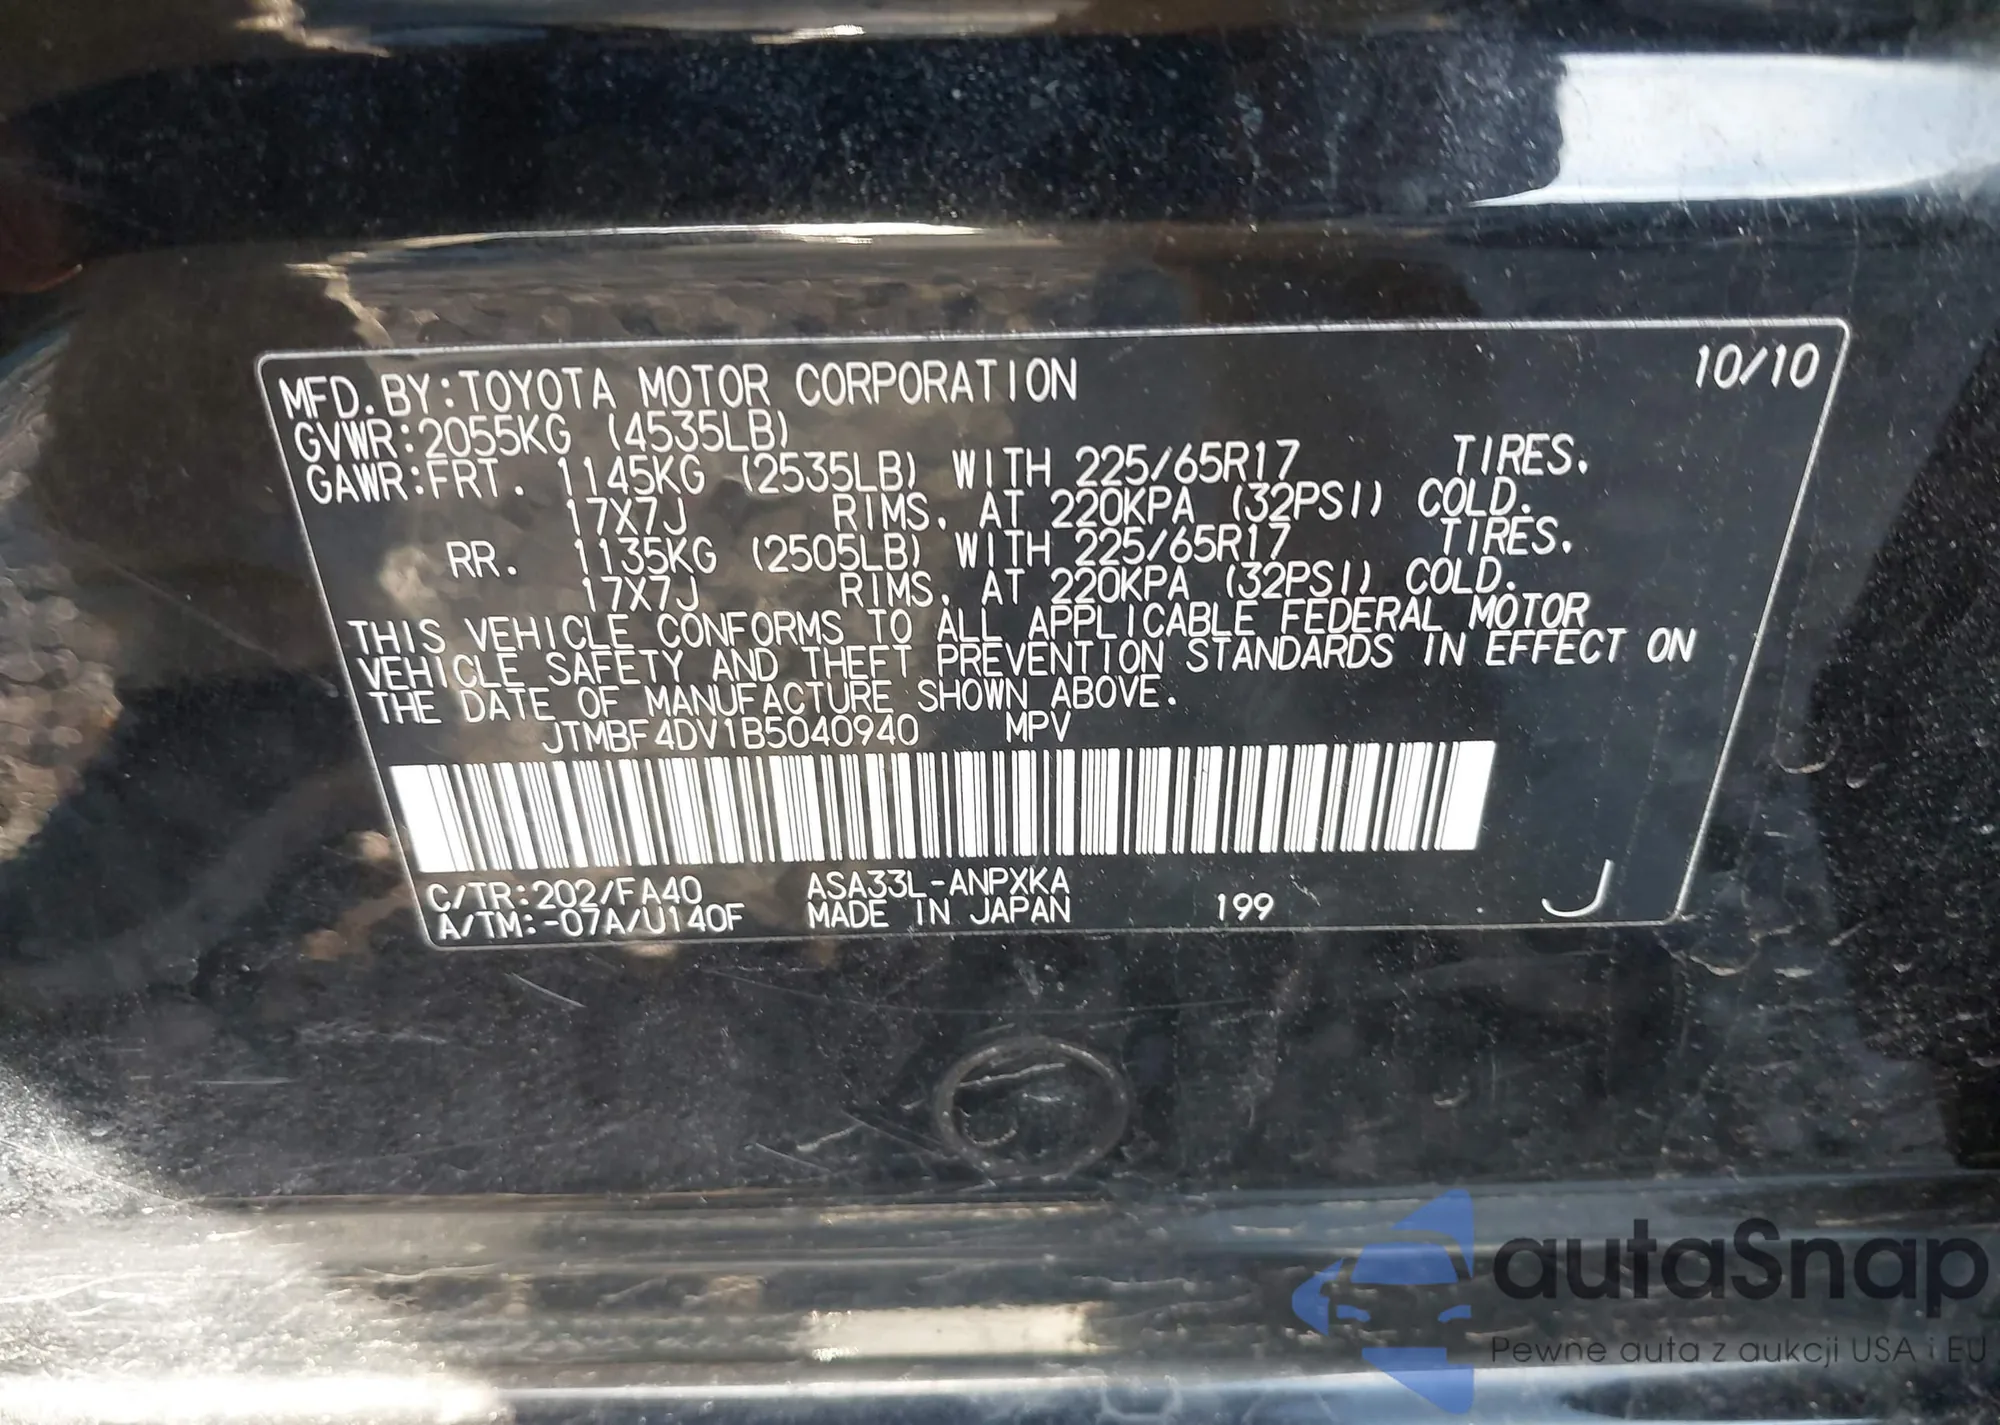 10/10
MFD.BY:TOYOTA MOTOR CORPORATION
GVWR:2055KG (4535LB)
GAWR:FRT. 1145KG (2535LB) WITH 225/65R17 TIRES.
17X7J RIMS, AT 220KPA (32PSI) COLD.
RR. 1135KG (2505LB) WITH 225/65R17 TIRES,
17X7J RIMS, AT 220KPA (32PSI) COLD.
THIS VEHICLE CONFORMS TO ALL APPLICABLE FEDERAL MOTOR
VEHICLE SAFETY AND THEFT PREVENTION STANDARDS IN EFFECT ON
THE DATE OF MANUFACTURE SHOWN ABOVE.
JTMBF4DV1B5040940 MPV
C/TR:202/FA40 ASA33L-ANPXKA
A/TM:-07A/U140F MADE IN JAPAN 199 J
autaSnap
Pewne auta z aukcji USA i EU